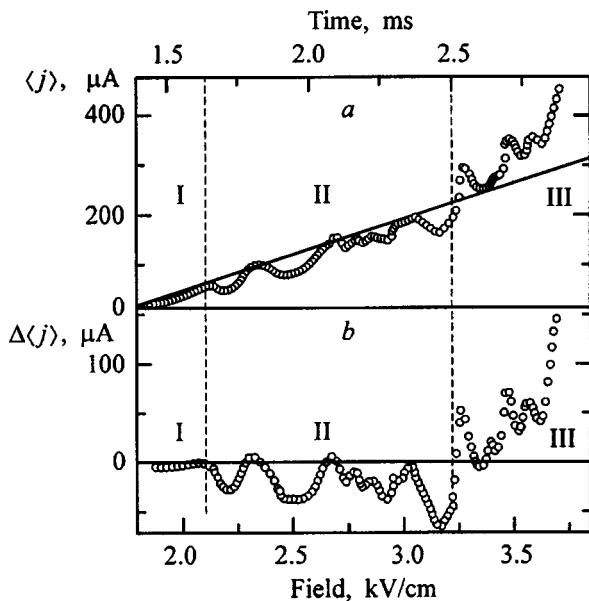 Time, ms
1.5 2.0 2.5
⟨j⟩, μA
a
400
I II III
200
0
Δ⟨j⟩, μA
b
100
I II III
0
2.0 2.5 3.0 3.5
Field, kV/cm